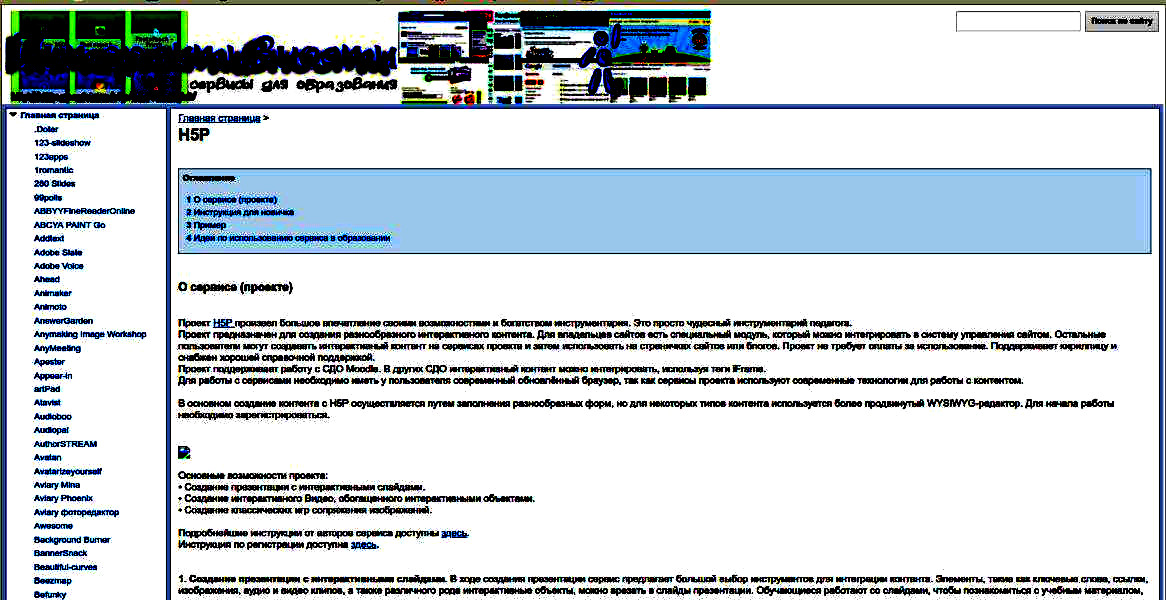 Поиск по сайту
сервисы для образования
Главная страница
.Doter
123-slideshow
123apps
1romantic
280 Slides
99polls
ABBYYFineReaderOnline
ABCYA PAINT Go
Addtext
Adobe Slate
Adobe Voice
Ahead
Animaker
Animoto
AnswerGarden
Anymaking Image Workshop
AnyMeeting
Apester
Appear-in
artPad
Atavist
Audioboo
Audiopal
AuthorSTREAM
Avatan
Avatarizeyourself
Aviary Mina
Aviary Phoenix
Aviary фоторедактор
Awesome
Background Burner
BannerSnack
Beautiful-curves
Beezmap
Befunky
Главная страница >
H5P
Оглавление
1 О сервисе (проекте)
2 Инструкция для новичка
3 Пример
4 Идеи по использованию сервиса в образовании
О сервисе (проекте)
Проект H5P произвел большое впечатление своими возможностями и богатством инструментария. Это просто чудесный инструментарий педагога.
Проект предназначен для создания разнообразного интерактивного контента. Для владельцев сайтов есть специальный модуль, который можно интегрировать в систему управления сейтом. Остальные
пользователи могут создавать интерактивный контент на сервисах проекта и затем использовать на страничках сайтов или блогов. Проект не требует оплаты за использование. Поддерживает кириллицу и
снабжен хорошей справочной поддержкой.
Проект поддерживает работу с СДО Moodle. В других СДО интерактивный контент можно интегрировать, используя теги iFrame.
Для работы с сервисами необходимо иметь у пользователя современный обновлённый браузер, так как сервисы проекта используют современные технологии для работы с контентом.
В основном создание контента с H5P осуществляется путем заполнения разнообразных форм, но для некоторых типов контента используется более продвинутый WYSIWYG-редактор. Для начала работы
необходимо зарегистрироваться.
Основные возможности проекта:
• Создание презентации с интерактивными слайдами.
• Создание интерактивного Видео, обогащенного интерактивными объектами.
• Создание классических игр сопряжения изображений.
Подробнейшие инструкции от авторов сервиса доступны здесь.
Инструкция по регистрации доступна здесь.
1. Создание презентации с интерактивными слайдами. В ходе создания презентации сервис предлагает большой выбор инструментов для интеграции контента. Элементы, такие как ключевые слова, ссылки,
изображения, аудио и видео клипов, а также различного рода интерактивные объекты, можно врезать в слайды презентации. Обучающиеся работают со слайдами, чтобы познакомиться с учебным материалом,